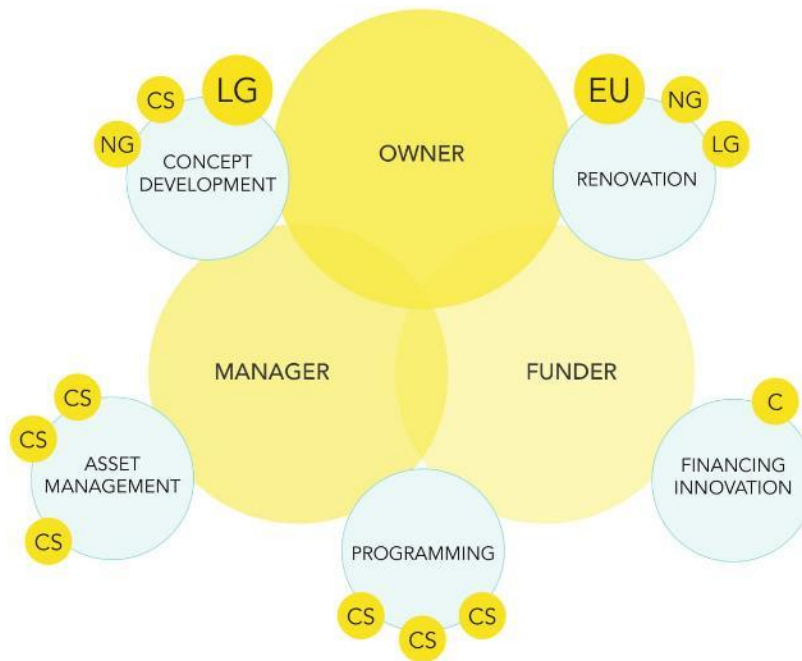 LG
CS
NG
CONCEPT
DEVELOPMENT
OWNER
EU
NG
LG
RENOVATION
MANAGER
FUNDER
CS
CS
CS
ASSET
MANAGEMENT
C
FINANCING
INNOVATION
PROGRAMMING
CS
CS
CS